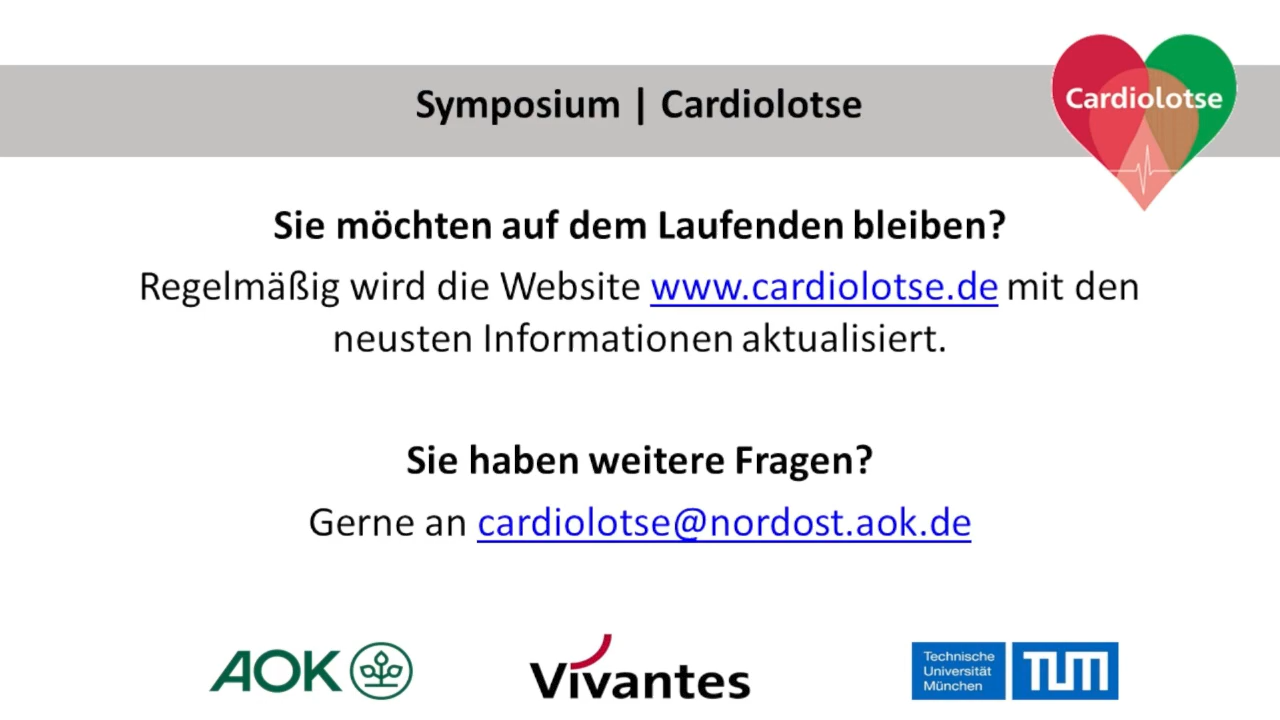 Symposium | Cardiolotse
Cardiolotse
Sie möchten auf dem Laufenden bleiben?
Regelmäßig wird die Website www.cardiolotse.de mit den
neusten Informationen aktualisiert.
Sie haben weitere Fragen?
Gerne an cardiolotse@nordost.aok.de
AOK
Vivantes
Technische
Universität
München
TUM